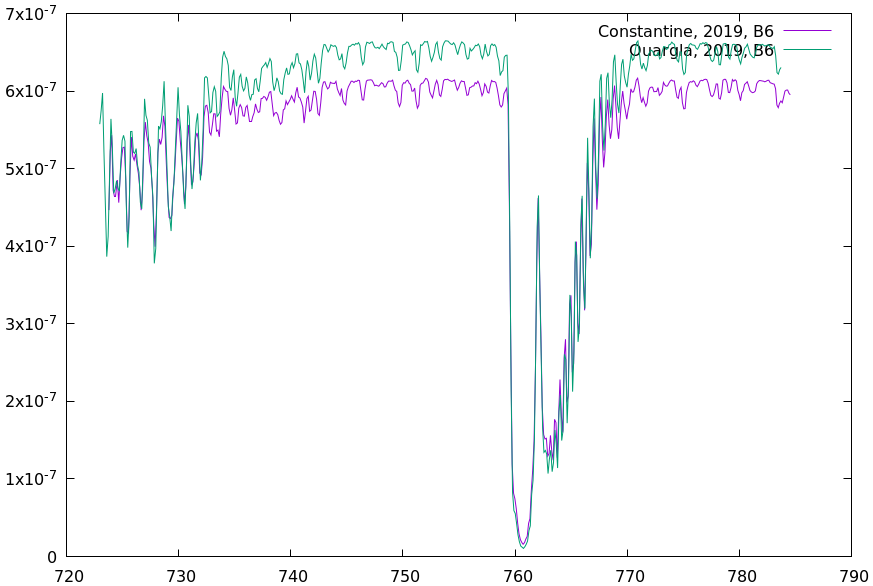 7x10-7
6x10-7
5x10-7
4x10-7
3x10-7
2x10-7
1x10-7
0
720 730 740 750 760 770 780 790
Constantine, 2019, B6
Ouargla, 2019, B6